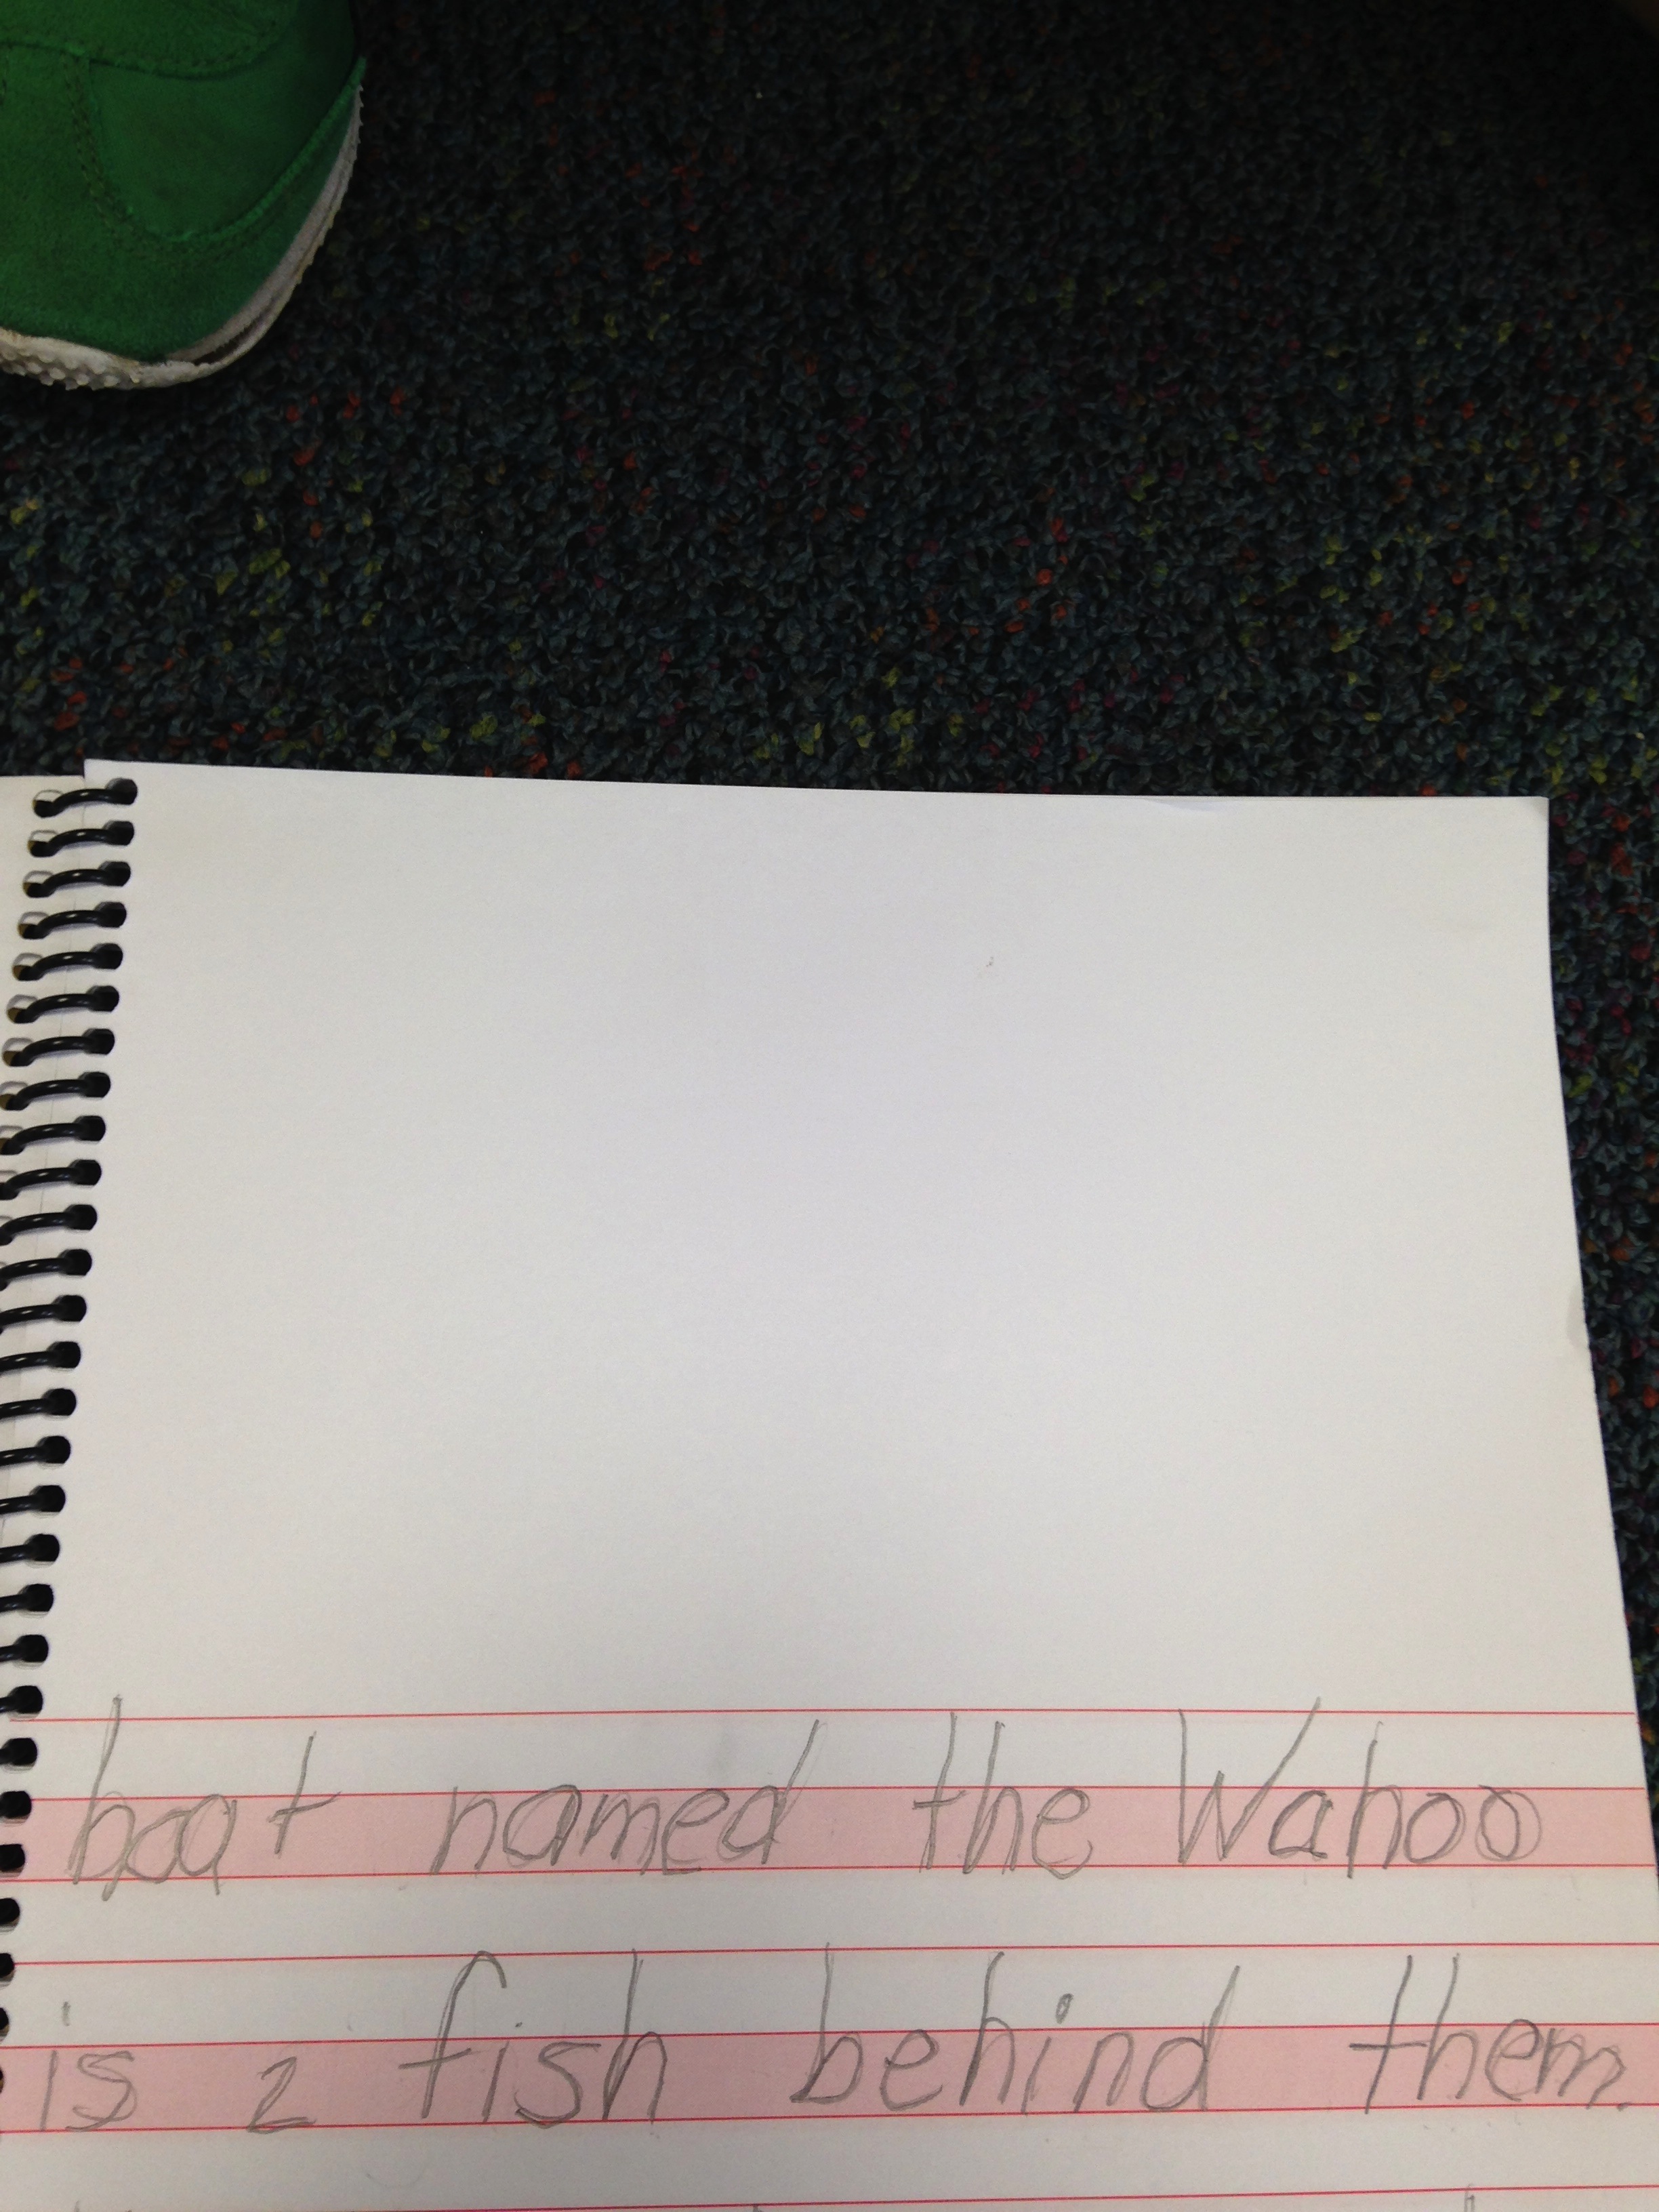 boat named the Wahoo
is 2 fish behind them.